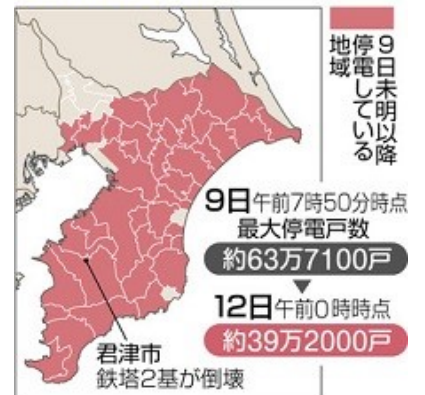 9日未明以降
停電している
地域
9日午前7時50分時点
最大停電戸数
約63万7100戸
12日午前0時時点
約39万2000戸
君津市
鉄塔2基が倒壊